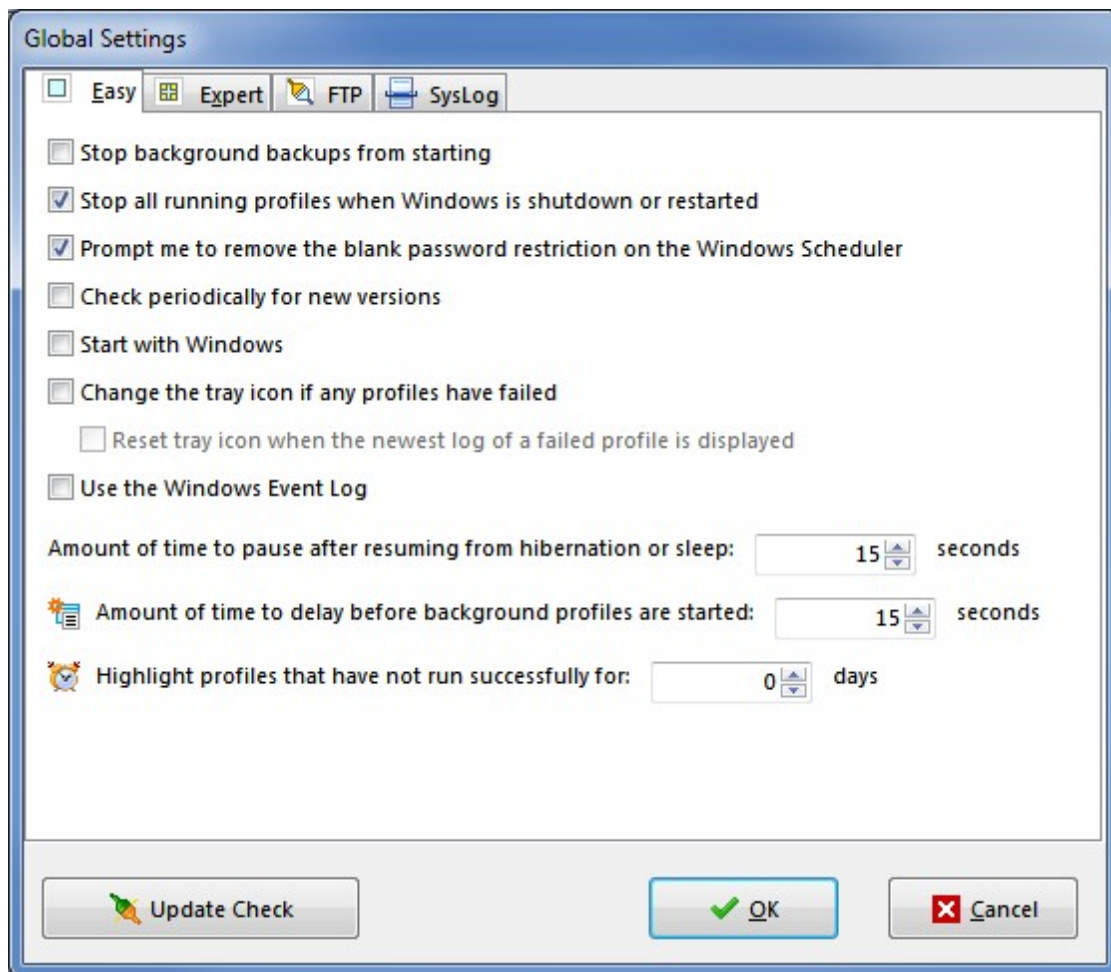 Global Settings
Easy Expert FTP SysLog
Stop background backups from starting
Stop all running profiles when Windows is shutdown or restarted
Prompt me to remove the blank password restriction on the Windows Scheduler
Check periodically for new versions
Start with Windows
Change the tray icon if any profiles have failed
Reset tray icon when the newest log of a failed profile is displayed
Use the Windows Event Log
Amount of time to pause after resuming from hibernation or sleep: 15 seconds
Amount of time to delay before background profiles are started: 15 seconds
Highlight profiles that have not run successfully for: 0 days
Update Check OK Cancel